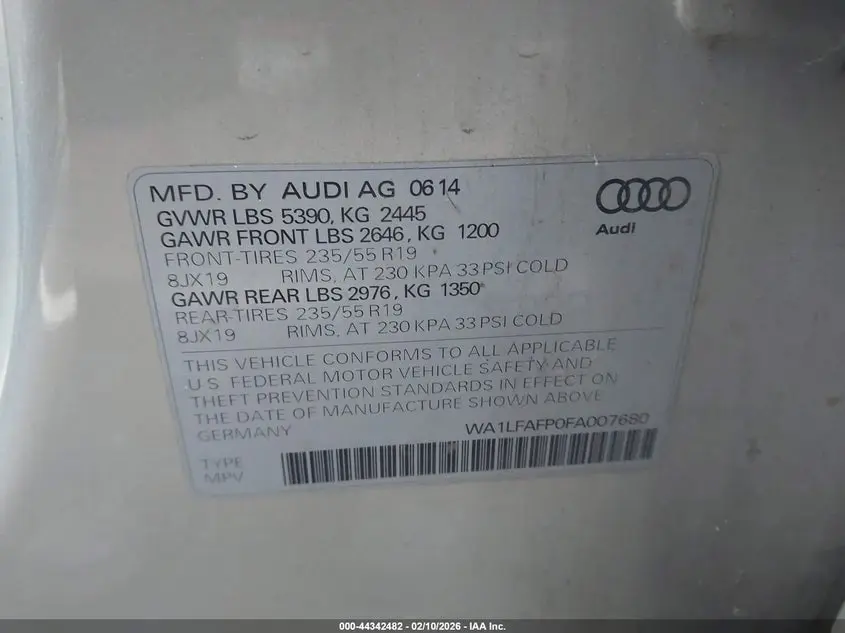 MFD. BY AUDI AG 0614
GVWR LBS 5390, KG 2445
GAWR FRONT LBS 2646, KG 1200
FRONT-TIRES 235/55 R19
8JX19 RIMS, AT 230 KPA 33 PSI COLD
GAWR REAR LBS 2976, KG 1350
REAR-TIRES 235/55 R19
8JX19 RIMS, AT 230 KPA 33 PSI COLD
Audi
THIS VEHICLE CONFORMS TO ALL APPLICABLE
U.S. FEDERAL MOTOR VEHICLE SAFETY AND
THEFT PREVENTION STANDARDS IN EFFECT ON
THE DATE OF MANUFACTURE SHOWN ABOVE
GERMANY WA1LFAFP0FA007680
TYPE
MPV
000-44342482 - 02/10/2026 - IAA Inc.